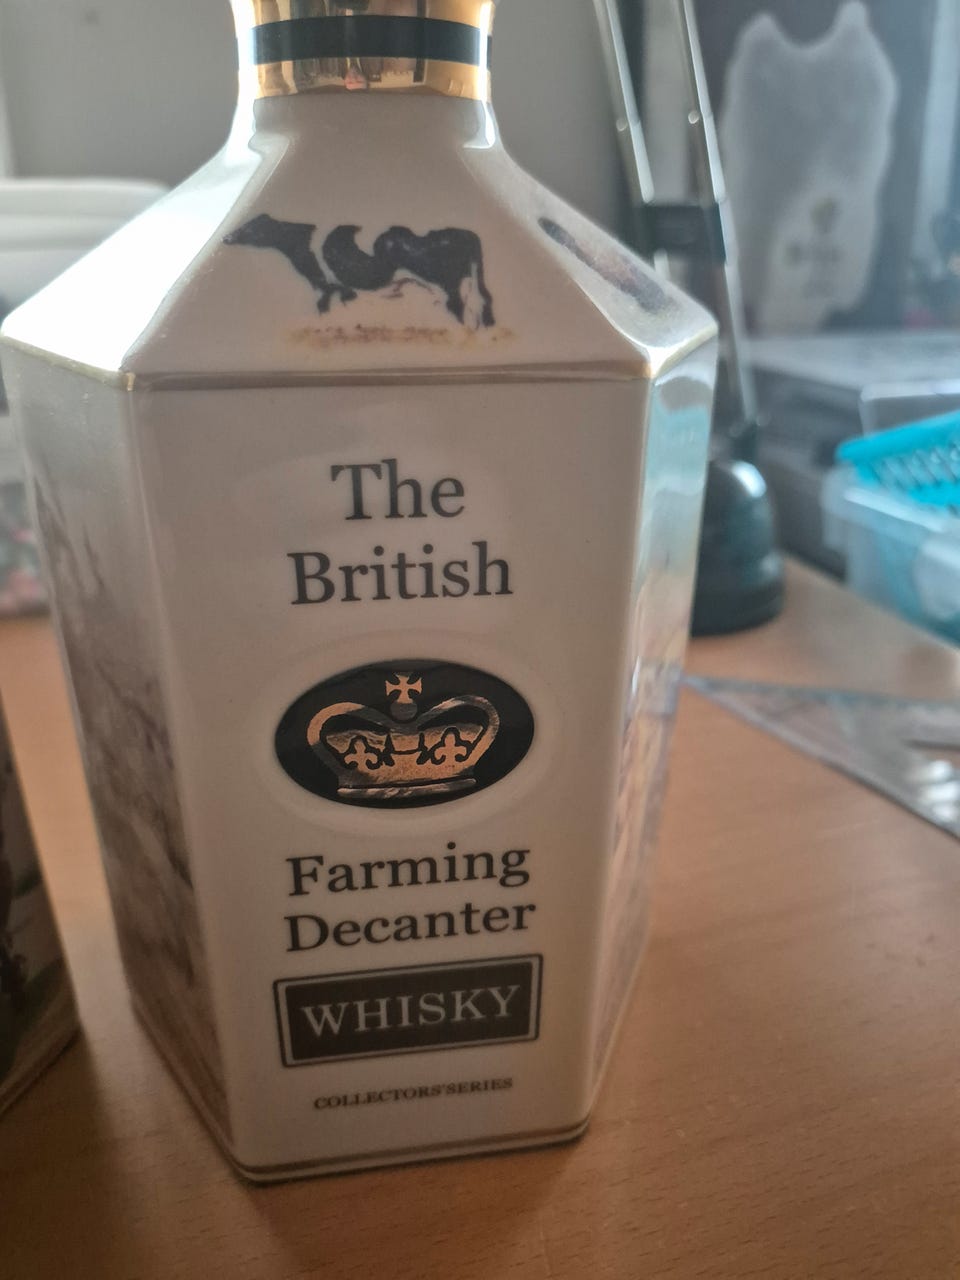 The
British
Farming
Decanter
WHISKY
COLLECTORS'SERIES